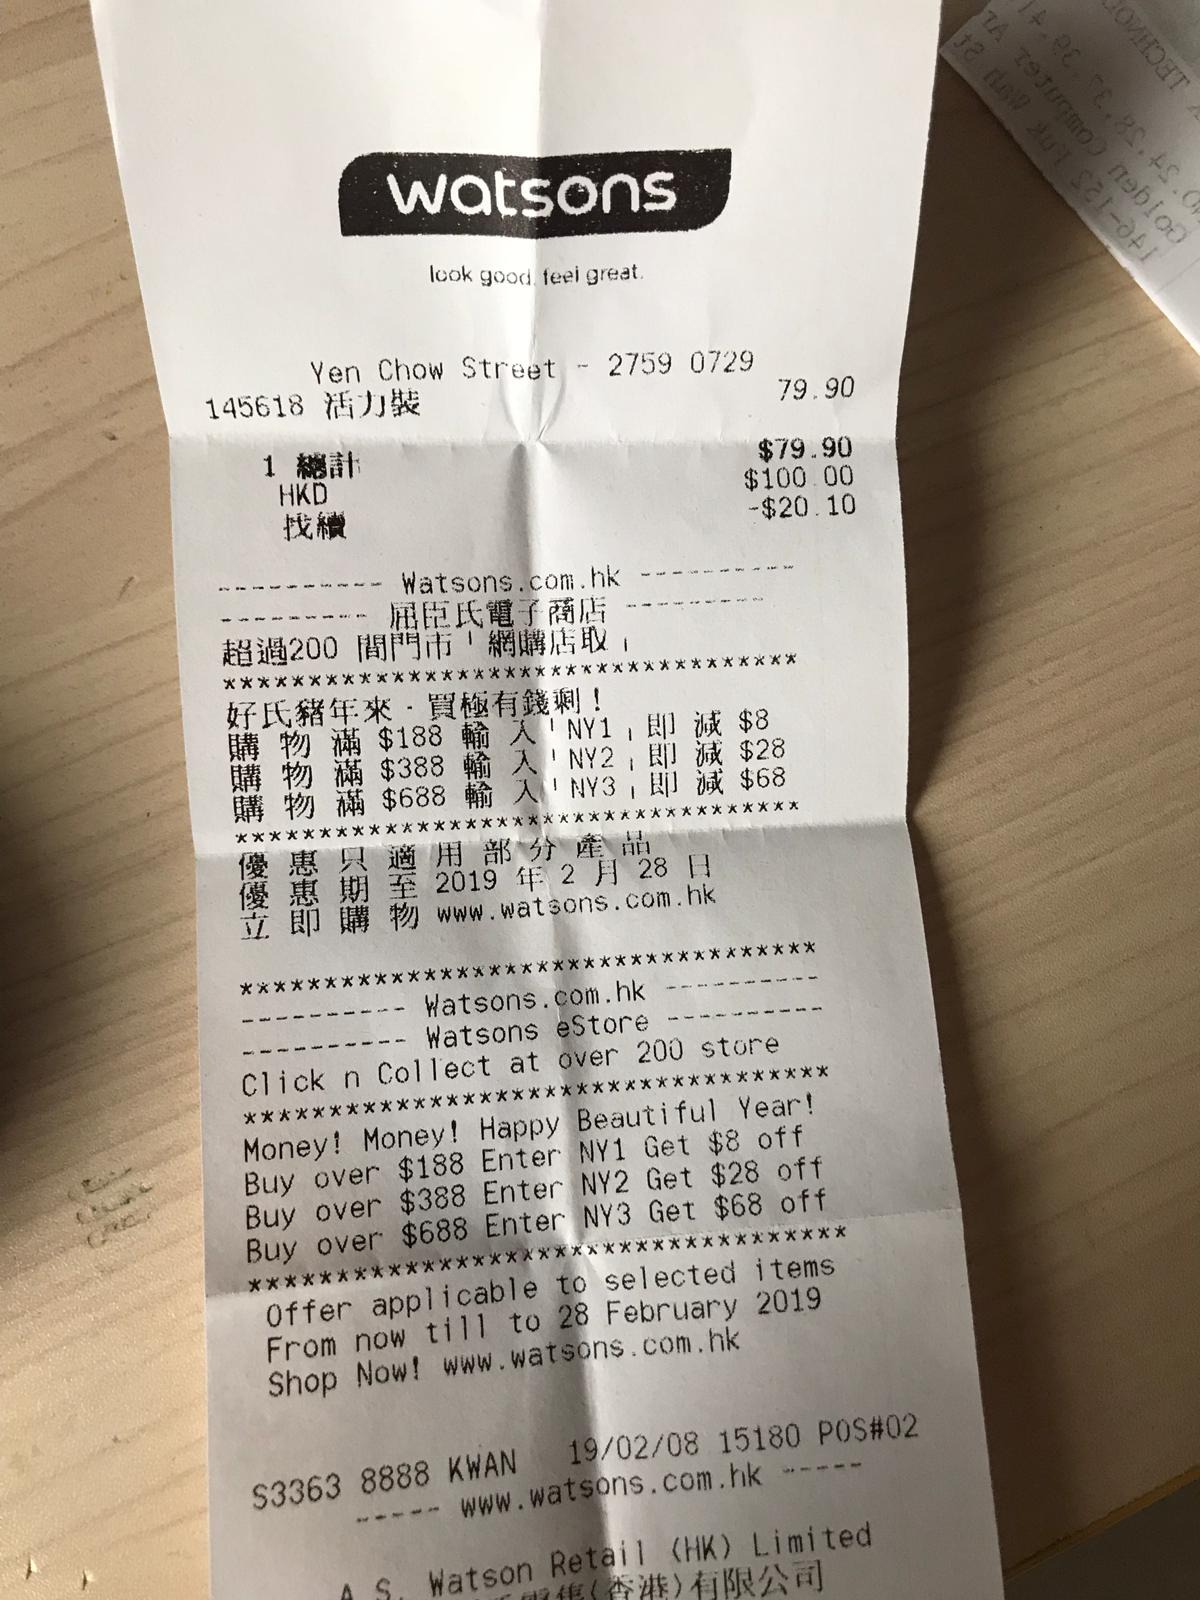 watsons
look good, feel great.
Yen Chow Street - 2759 0729
145618 活力裝 79.90
1 總計 $79.90
HKD $100.00
找續 -$20.10
---------- Watsons.com.hk ----------
---------- 屈臣氏電子商店 ----------
超過200 間門市「網購店取」
************************************
好氏豬年來．買極有錢剩！
購 物 滿 $188 輸 入「NY1」即 減 $8
購 物 滿 $388 輸 入「NY2」即 減 $28
購 物 滿 $688 輸 入「NY3」即 減 $68
************************************
優 惠 只 適 用 部 分 產 品
優 惠 期 至 2019 年 2 月 28 日
立 即 購 物 www.watsons.com.hk
************************************
---------- Watsons.com.hk ----------
---------- Watsons eStore ----------
Click n Collect at over 200 store
************************************
Money! Money! Happy Beautiful Year!
Buy over $188 Enter NY1 Get $8 off
Buy over $388 Enter NY2 Get $28 off
Buy over $688 Enter NY3 Get $68 off
************************************
Offer applicable to selected items
From now till to 28 February 2019
Shop Now! www.watsons.com.hk
S3363 8888 KWAN 19/02/08 15180 POS#02
----- www.watsons.com.hk -----
A.S. Watson Retail (HK) Limited
零售(香港)有限公司
TECHNO
28.37.39.41
Golden Computer Ar
146-152 Fuk Wah St